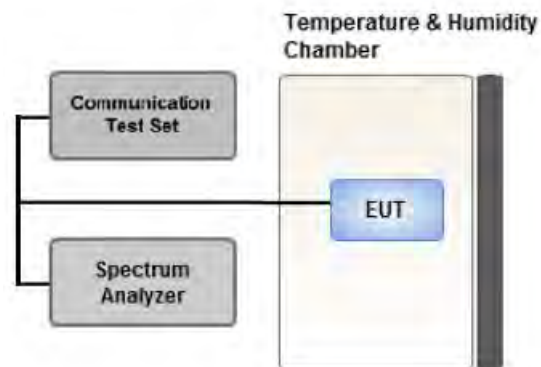 Temperature & Humidity
Chamber
Communication
Test Set
EUT
Spectrum
Analyzer